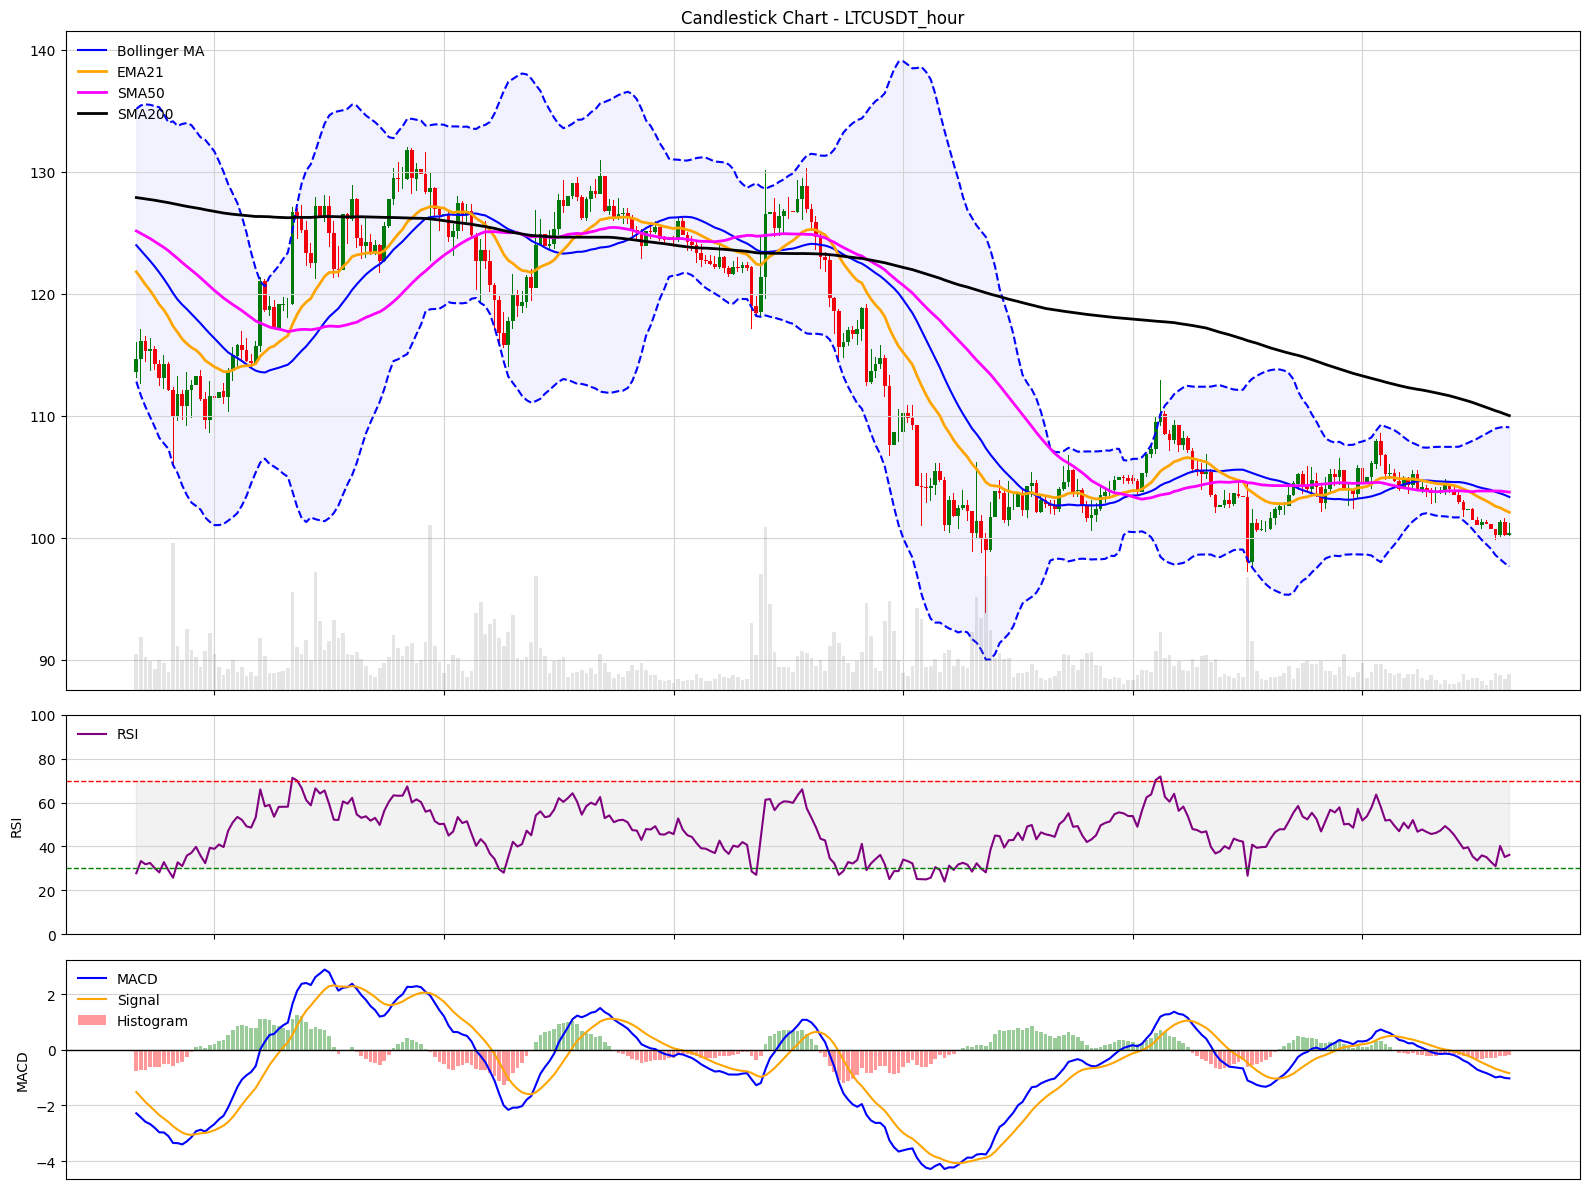 Candlestick Chart - LTCUSDT_hour
140
130
120
110
100
90
Bollinger MA
EMA21
SMA50
SMA200
100
80
60
40
20
0
RSI
RSI
2
0
−2
−4
MACD
MACD
Signal
Histogram